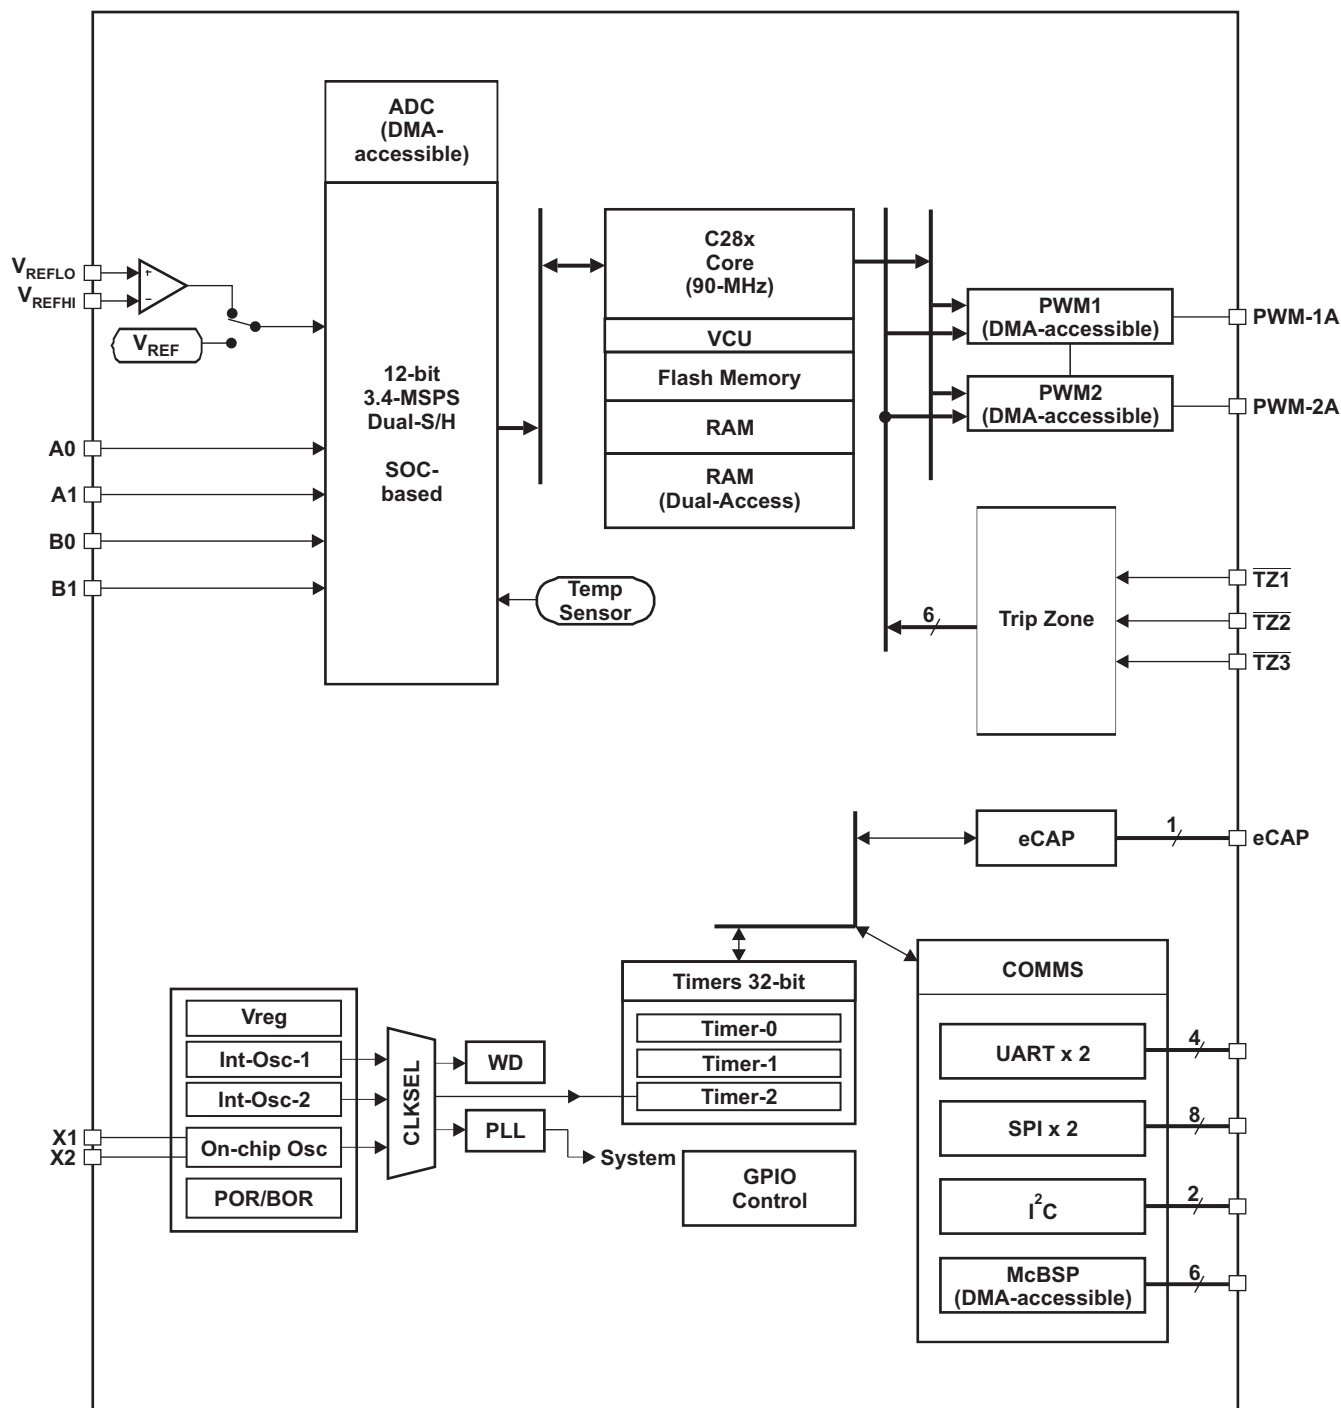 ADC
(DMA-
accessible)
12-bit
3.4-MSPS
Dual-S/H
SOC-
based
VREFLO
VREFHI
+
−
VREF
A0
A1
B0
B1
Temp
Sensor
C28x
Core
(90-MHz)
VCU
Flash Memory
RAM
RAM
(Dual-Access)
PWM1
(DMA-accessible)
PWM-1A
PWM2
(DMA-accessible)
PWM-2A
6
Trip Zone
TZ1
TZ2
TZ3
eCAP
1
eCAP
Timers 32-bit
Timer-0
Timer-1
Timer-2
COMMS
UART x 2
4
SPI x 2
8
I²C
2
McBSP
(DMA-accessible)
6
Vreg
Int-Osc-1
Int-Osc-2
On-chip Osc
POR/BOR
X1
X2
CLKSEL
WD
PLL
System
GPIO
Control